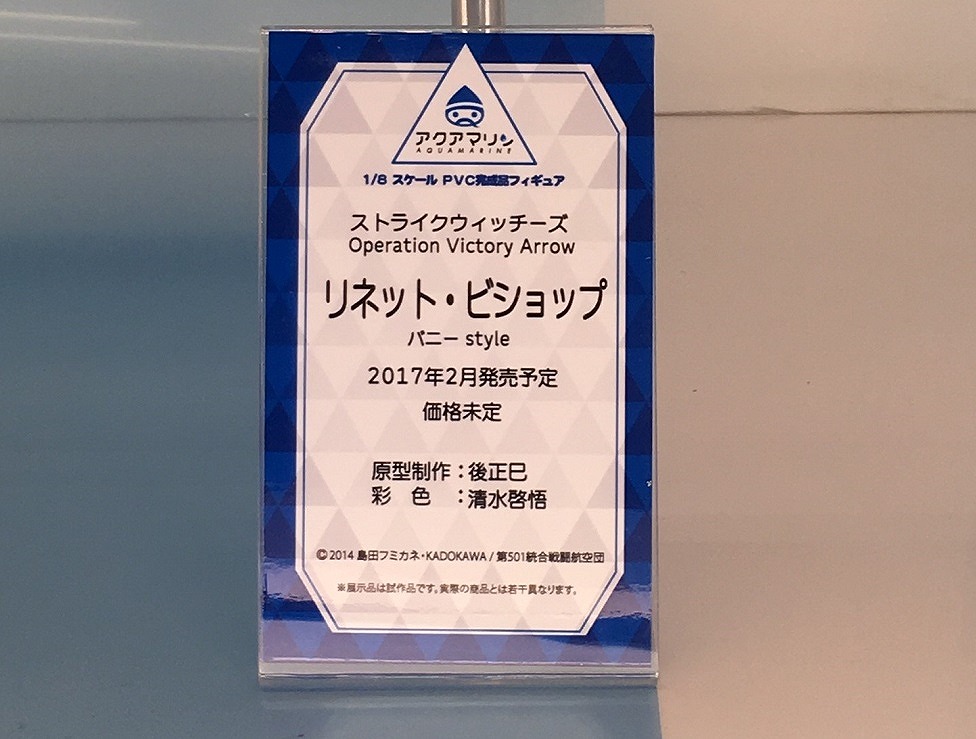 アクアマリン
AQUAMARINE
1/8 スケール PVC完成品フィギュア
ストライクウィッチーズ
Operation Victory Arrow
リネット・ビショップ
バニー style
2017年2月発売予定
価格未定
原型制作：後正巳
彩　色　：清水啓悟
©2014 島田フミカネ・KADOKAWA / 第501統合戦闘航空団
※展示品は試作品です。実際の商品とは若干異なります。